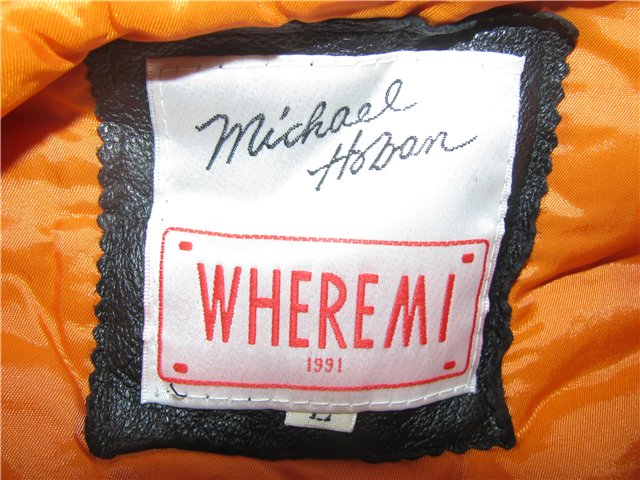 Michael
Hoban
WHEREMI
1991